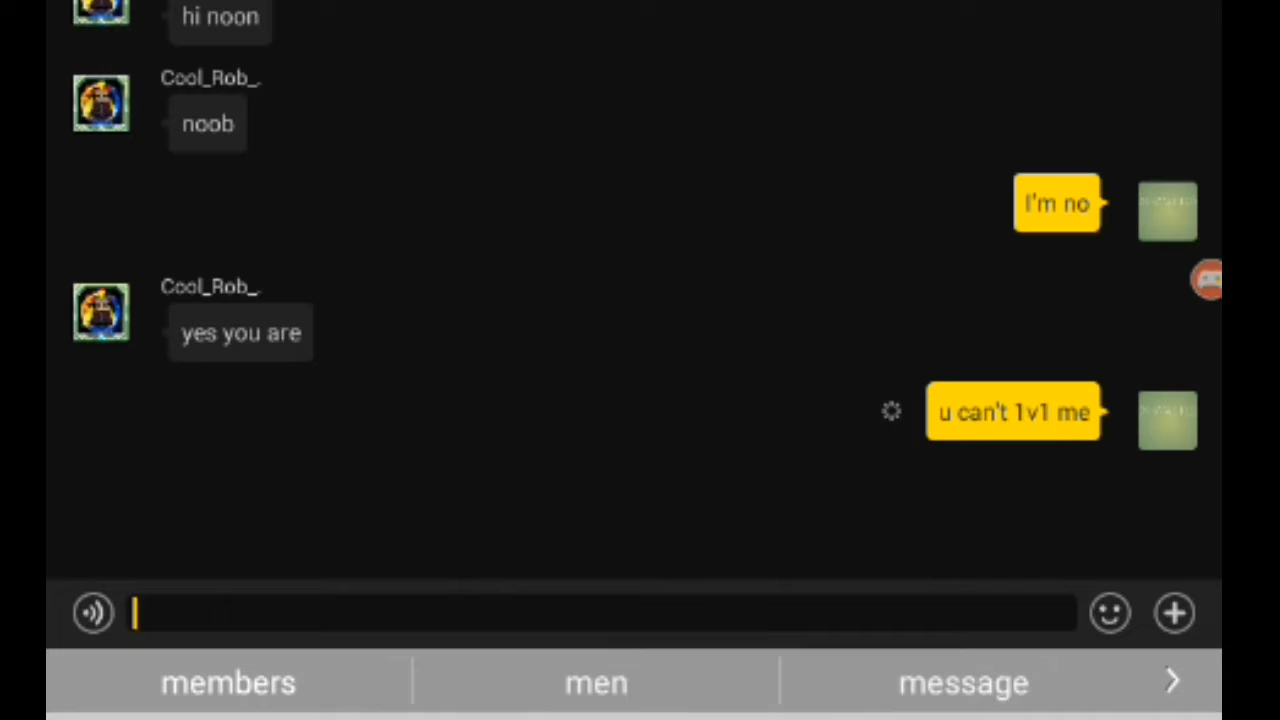 hi noon
Cool_Rob_.
noob
I'm no
Cool_Rob_.
yes you are
u can't 1v1 me
members
men
message